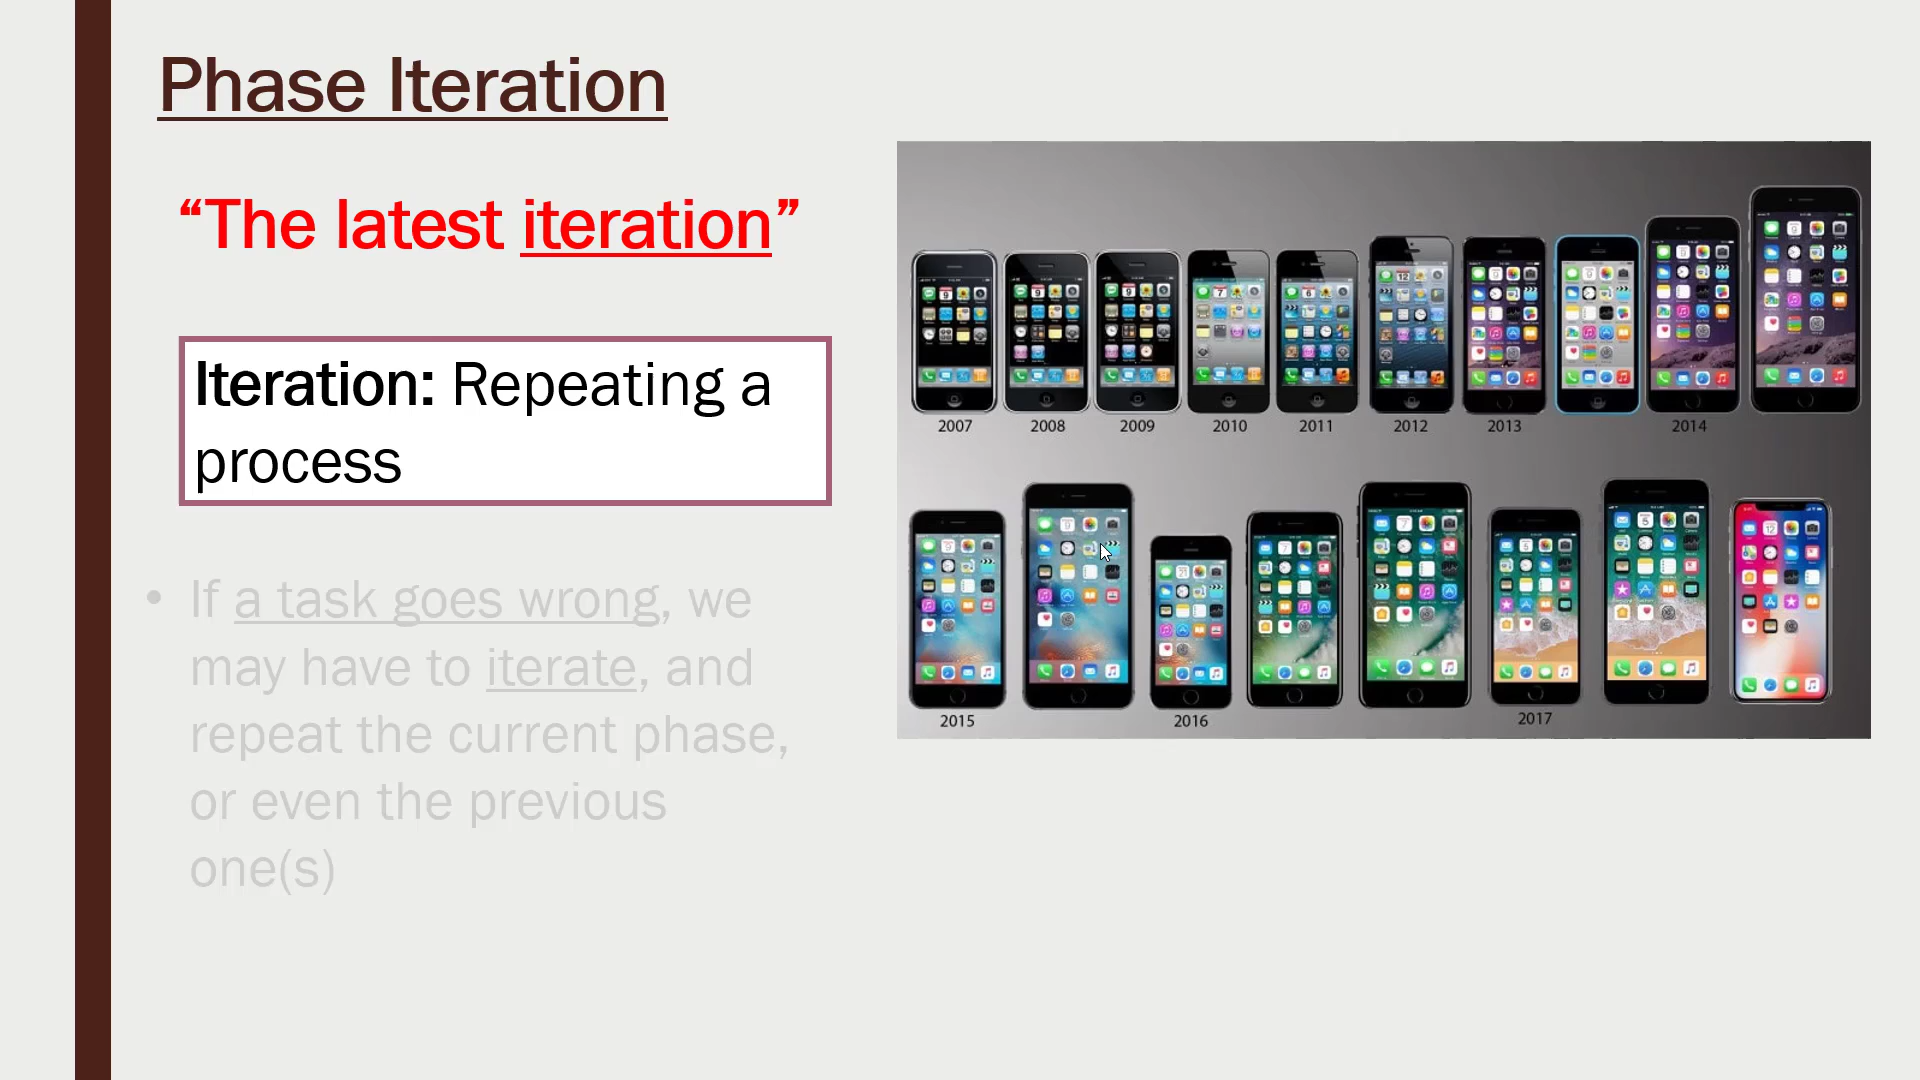 Phase Iteration
“The latest iteration”
Iteration: Repeating a
process
• If a task goes wrong, we
may have to iterate, and
repeat the current phase,
or even the previous
one(s)
2007 2008 2009 2010 2011 2012 2013 2014
2015 2016 2017